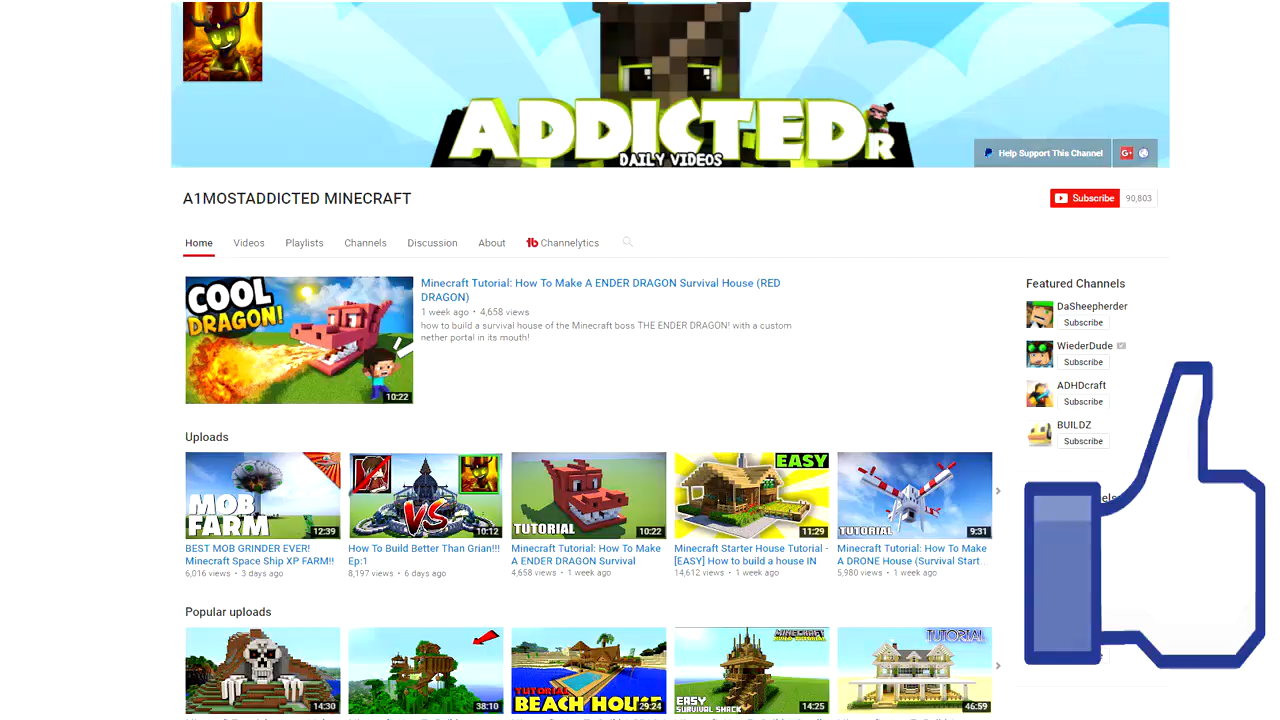 ADDICTEDR
DAILY VIDEOS
Help Support This Channel
G+
A1MOSTADDICTED MINECRAFT
Subscribe 90,803
Home Videos Playlists Channels Discussion About tb Channelytics
COOL
DRAGON!
10:22
Minecraft Tutorial: How To Make A ENDER DRAGON Survival House (RED
DRAGON)
1 week ago • 4,658 views
how to build a survival house of the Minecraft boss THE ENDER DRAGON! with a custom
nether portal in its mouth!
Featured Channels
DaSheepherder
Subscribe
WiederDude
Subscribe
ADHDcraft
Subscribe
BUILDZ
Subscribe
Uploads
MOB
FARM
12:39
VS
10:12
TUTORIAL
10:22
EASY
11:29
TUTORIAL
9:31
BEST MOB GRINDER EVER!
Minecraft Space Ship XP FARM!!
6,016 views • 3 days ago
How To Build Better Than Grian!!!
Ep:1
8,197 views • 6 days ago
Minecraft Tutorial: How To Make
A ENDER DRAGON Survival
4,658 views • 1 week ago
Minecraft Starter House Tutorial -
[EASY] How to build a house IN
14,612 views • 1 week ago
Minecraft Tutorial: How To Make
A DRONE House (Survival Start...
5,980 views • 1 week ago
Popular uploads
14:30
38:10
TUTORIAL
BEACH HOUSE
29:24
MINECRAFT
BUILD TUTORIAL
EASY
SURVIVAL SHACK
14:25
TUTORIAL
46:59